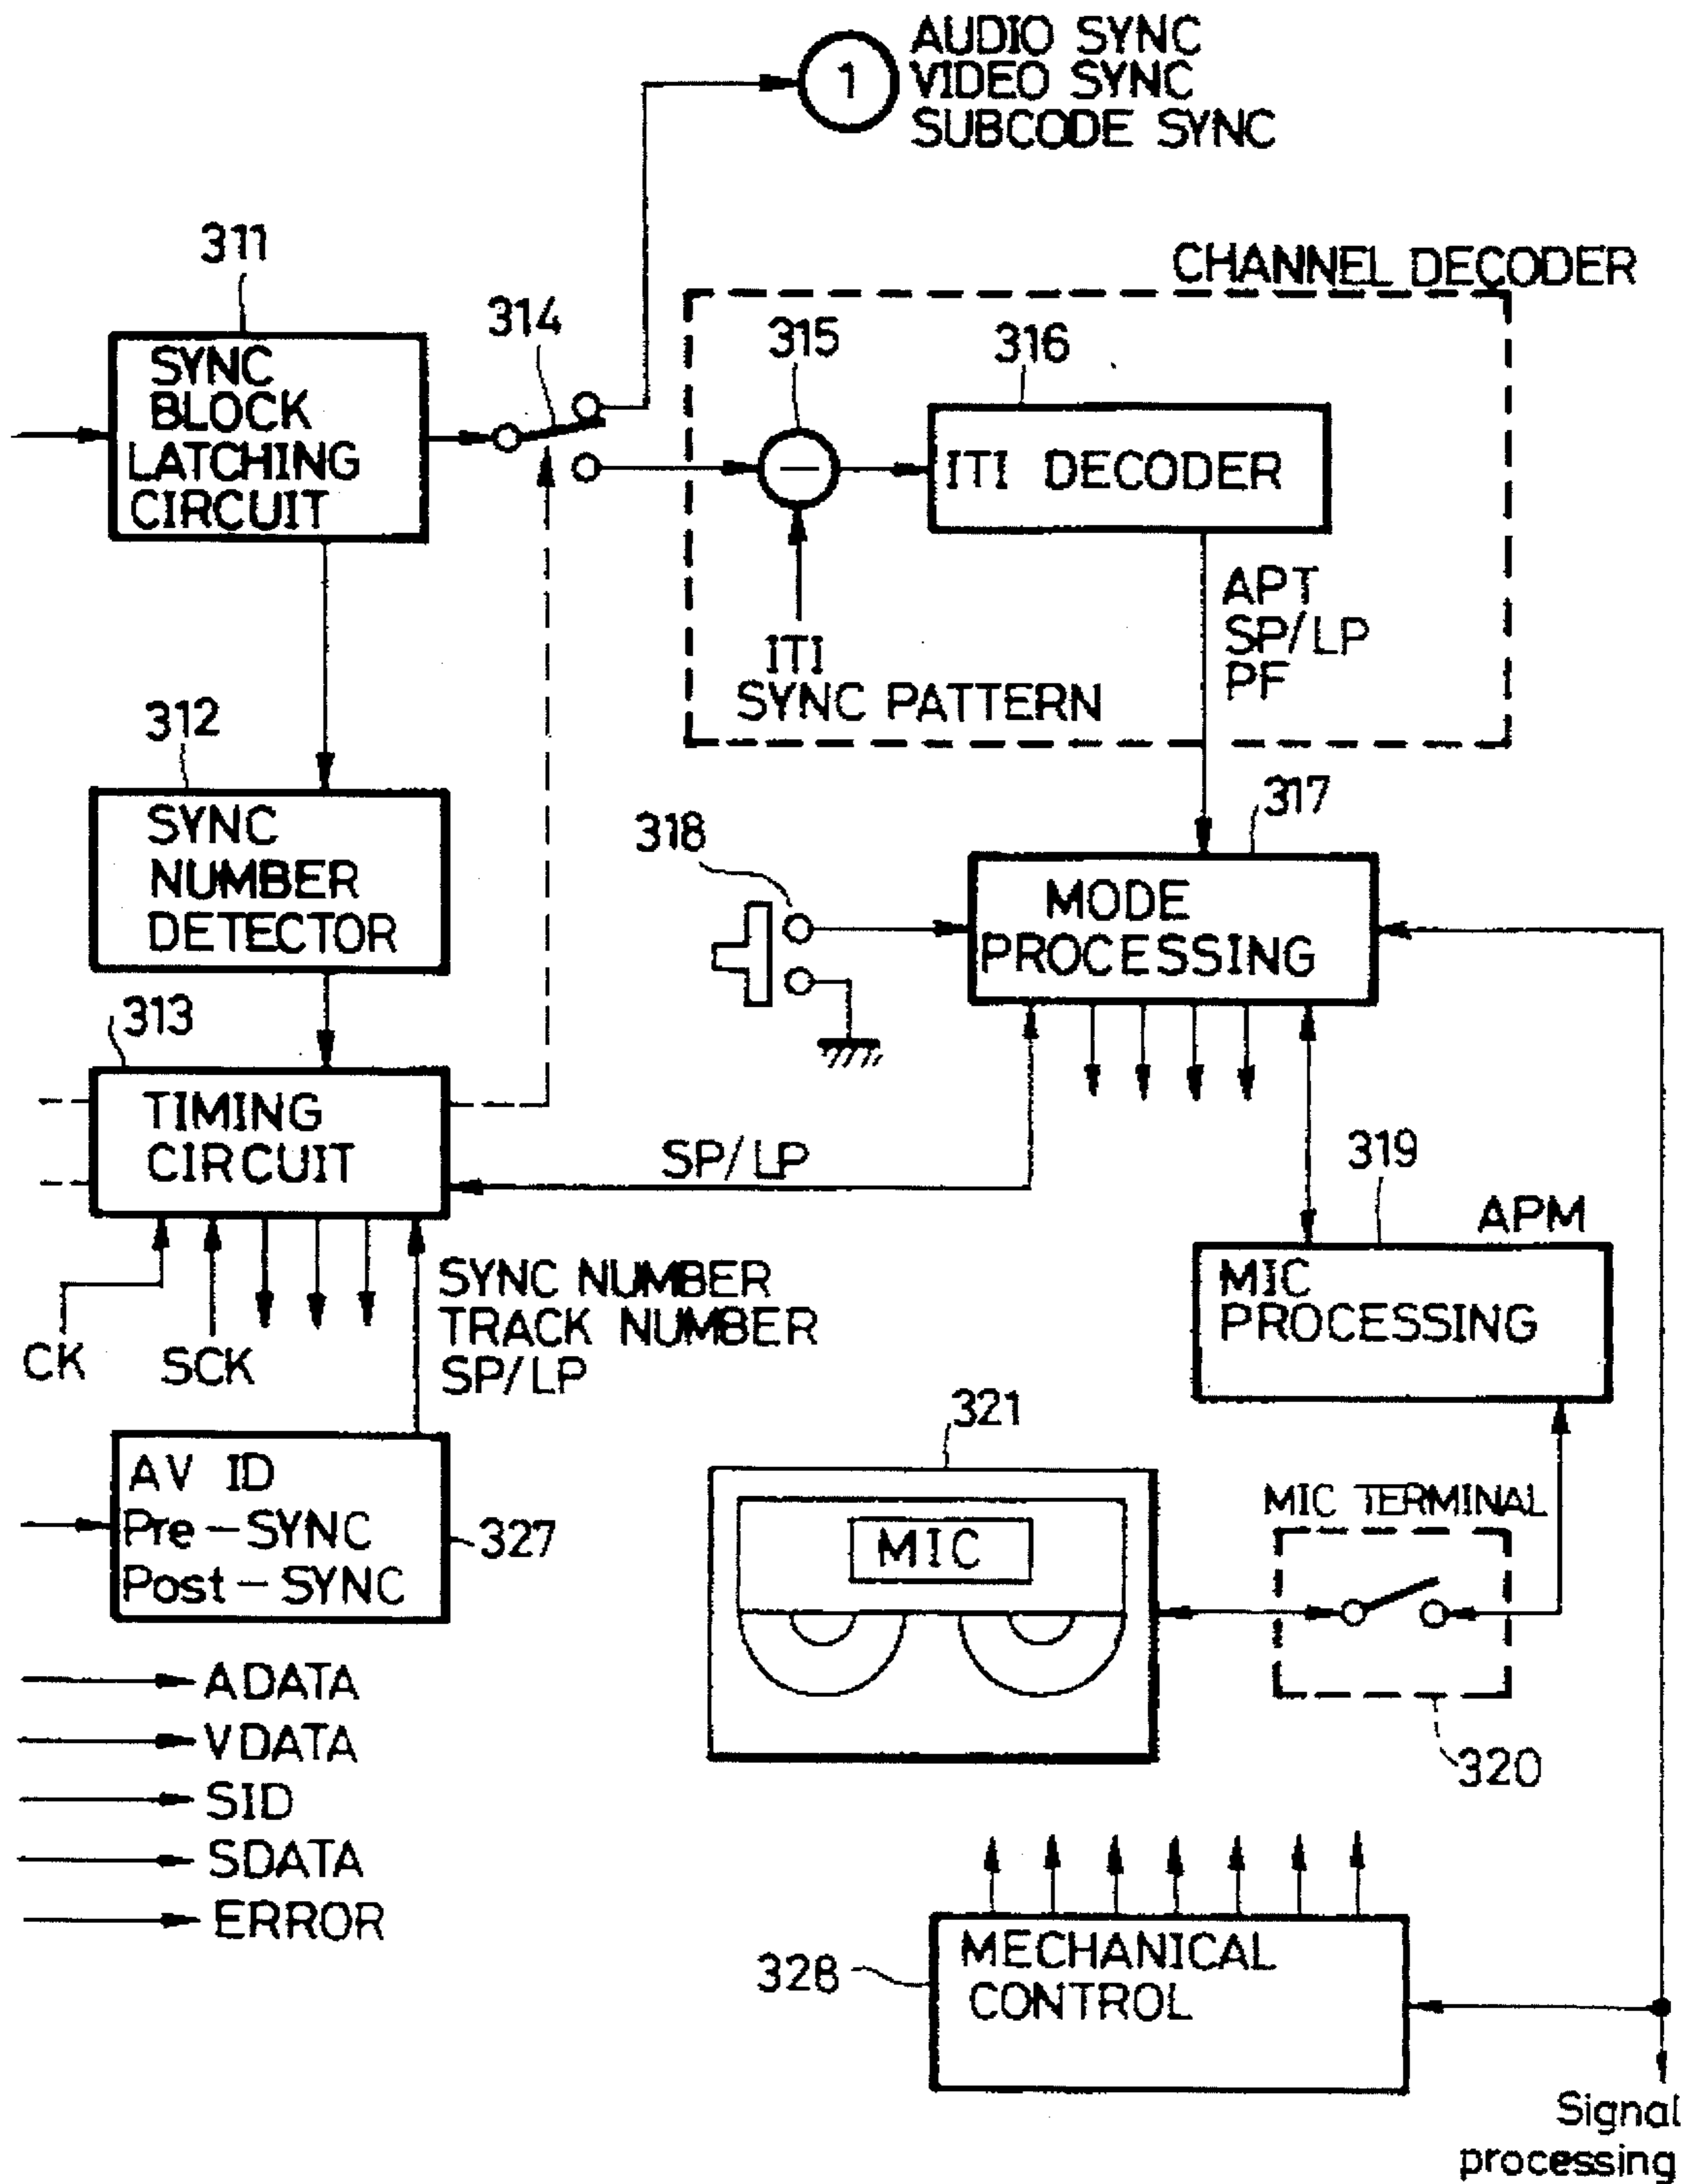 AUDIO SYNC
1 VIDEO SYNC
SUBCODE SYNC
311
CHANNEL DECODER
314
315
316
SYNC
BLOCK
LATCHING
CIRCUIT
ITI DECODER
APT
SP/LP
PF
ITI
SYNC PATTERN
312
317
318
SYNC
NUMBER
DETECTOR
MODE
PROCESSING
313
TIMING
CIRCUIT
SP/LP
319
APM
MIC
PROCESSING
SYNC NUMBER
TRACK NUMBER
SP/LP
CK
SCK
321
AV ID
Pre-SYNC
Post-SYNC
327
MIC TERMINAL
MIC
320
ADATA
VDATA
SID
SDATA
ERROR
MECHANICAL
CONTROL
328
Signal
processing